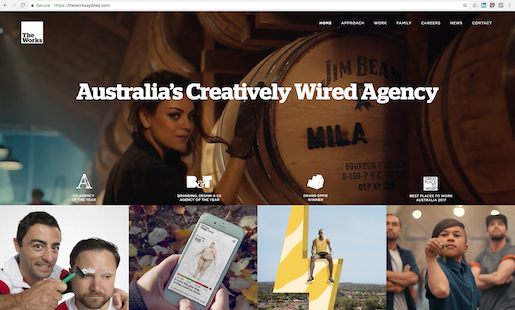 Secure https://theworkssydney.com
The
Works
HOME APPROACH WORK FAMILY CAREERS NEWS CONTACT
JIM BEAM
Australia's Creatively Wired Agency
MILA
BOURBON
B&T
AGENCY
OF THE YEAR
BRANDING, DESIGN & CX
AGENCY OF THE YEAR
GRAND EFFIE
WINNER
BEST PLACES TO WORK
AUSTRALIA 2017